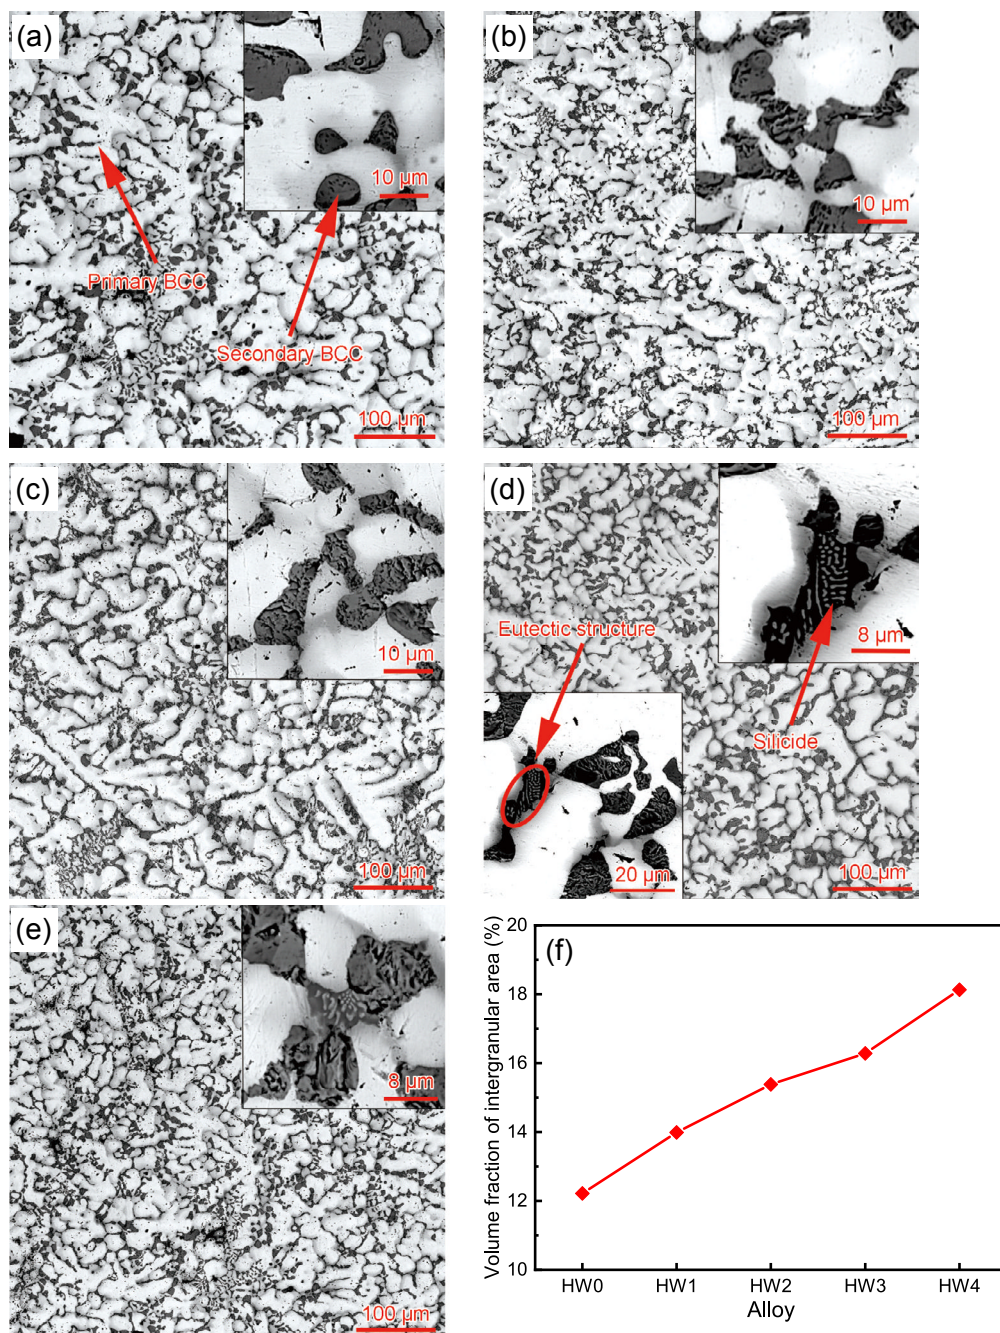 (a)
10 μm
Primary BCC
Secondary BCC
100 μm
(b)
10 μm
100 μm
(c)
10 μm
100 μm
(d)
Eutectic structure
8 μm
Silicide
20 μm
100 μm
(e)
8 μm
100 μm
(f)
Volume fraction of intergranular area (%)
20
18
16
14
12
10
HW0 HW1 HW2 HW3 HW4
Alloy